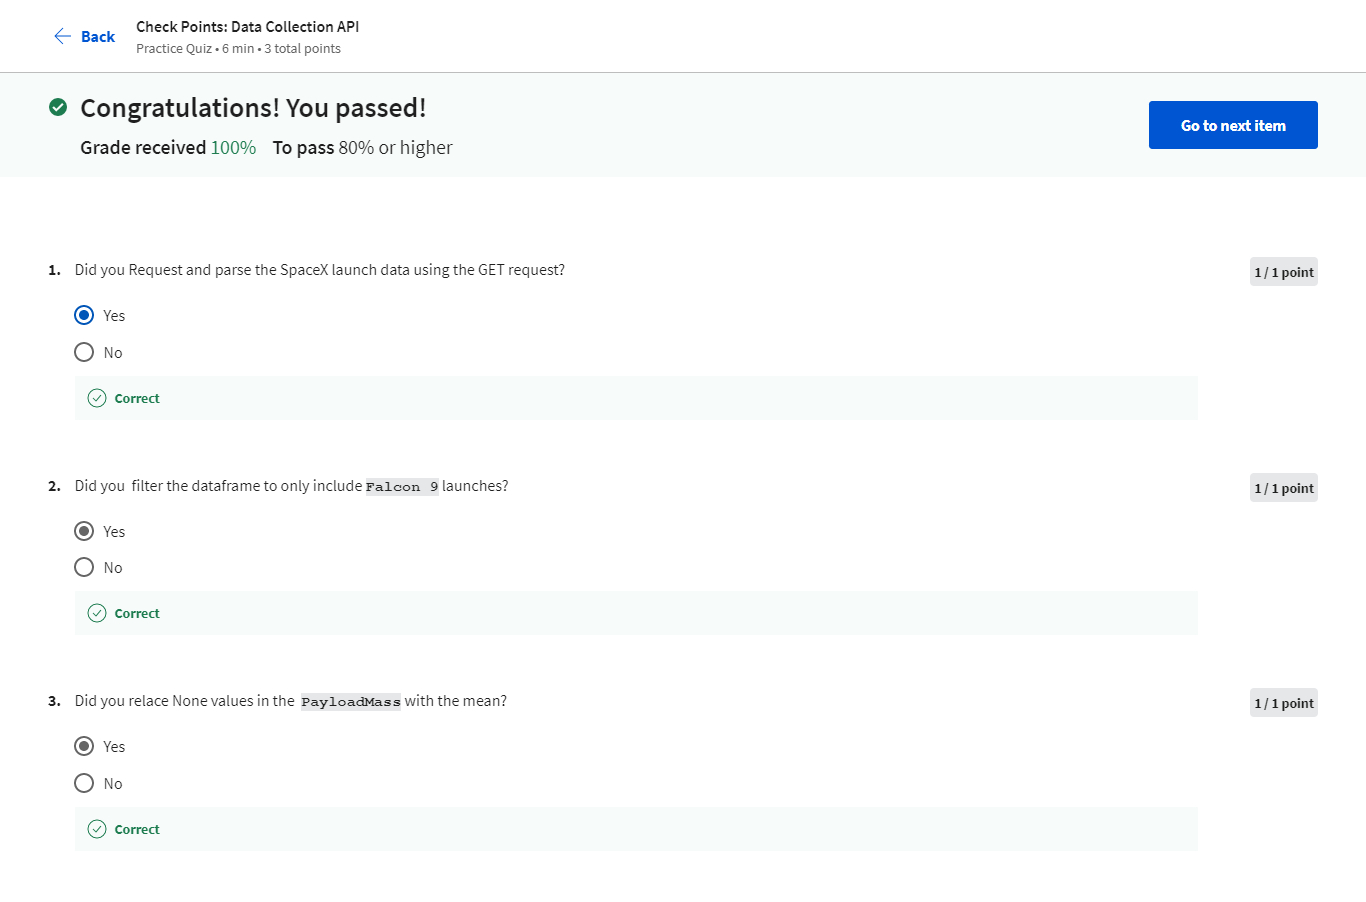 Back
Check Points: Data Collection API
Practice Quiz • 6 min • 3 total points
Congratulations! You passed!
Grade received 100% To pass 80% or higher
Go to next item
1. Did you Request and parse the SpaceX launch data using the GET request?
1 / 1 point
Yes
No
Correct
2. Did you filter the dataframe to only include Falcon 9 launches?
1 / 1 point
Yes
No
Correct
3. Did you relace None values in the PayloadMass with the mean?
1 / 1 point
Yes
No
Correct